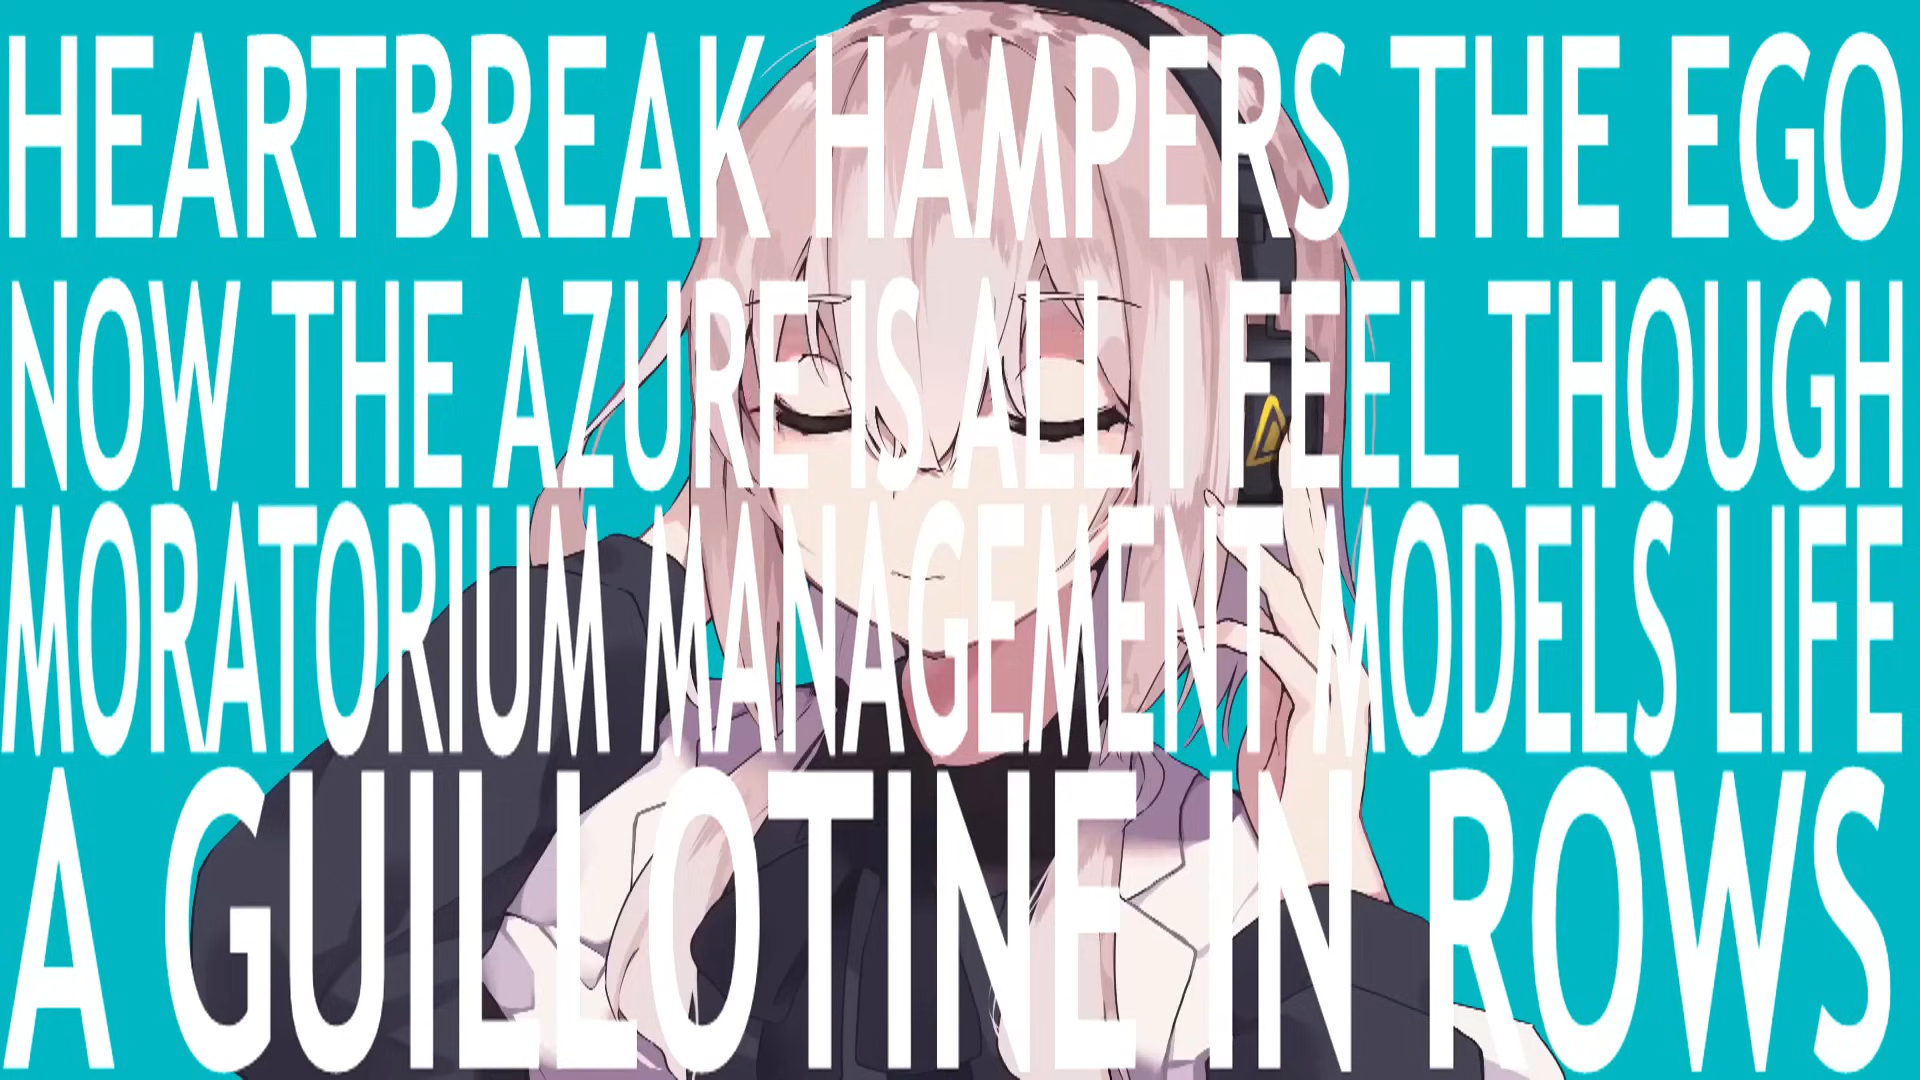 HEARTBREAK HAMPERS THE EGO
NOW THE AZURE IS ALL I FEEL THOUGH
MORATORIUM MANAGEMENT MODELS LIFE
A GUILLOTINE IN ROWS